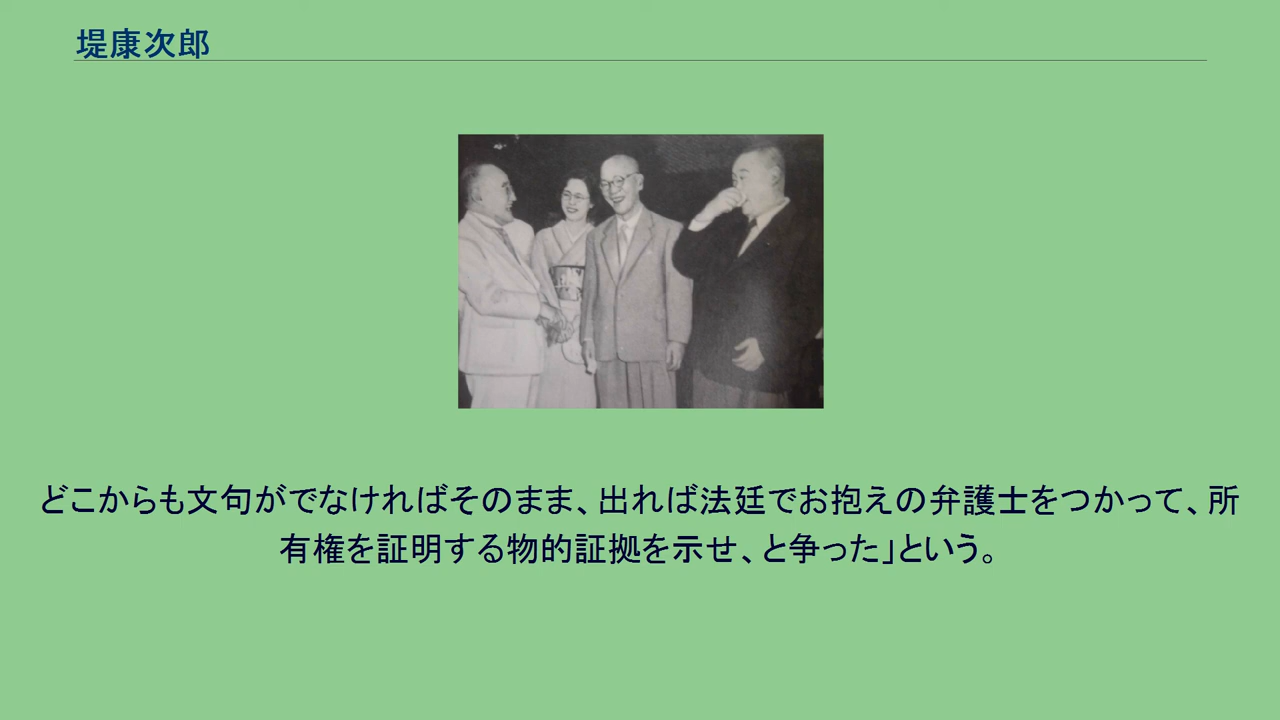 堤康次郎
どこからも文句がでなければそのまま、出れば法廷でお抱えの弁護士をつかって、所
有権を証明する物的証拠を示せ、と争った」という。